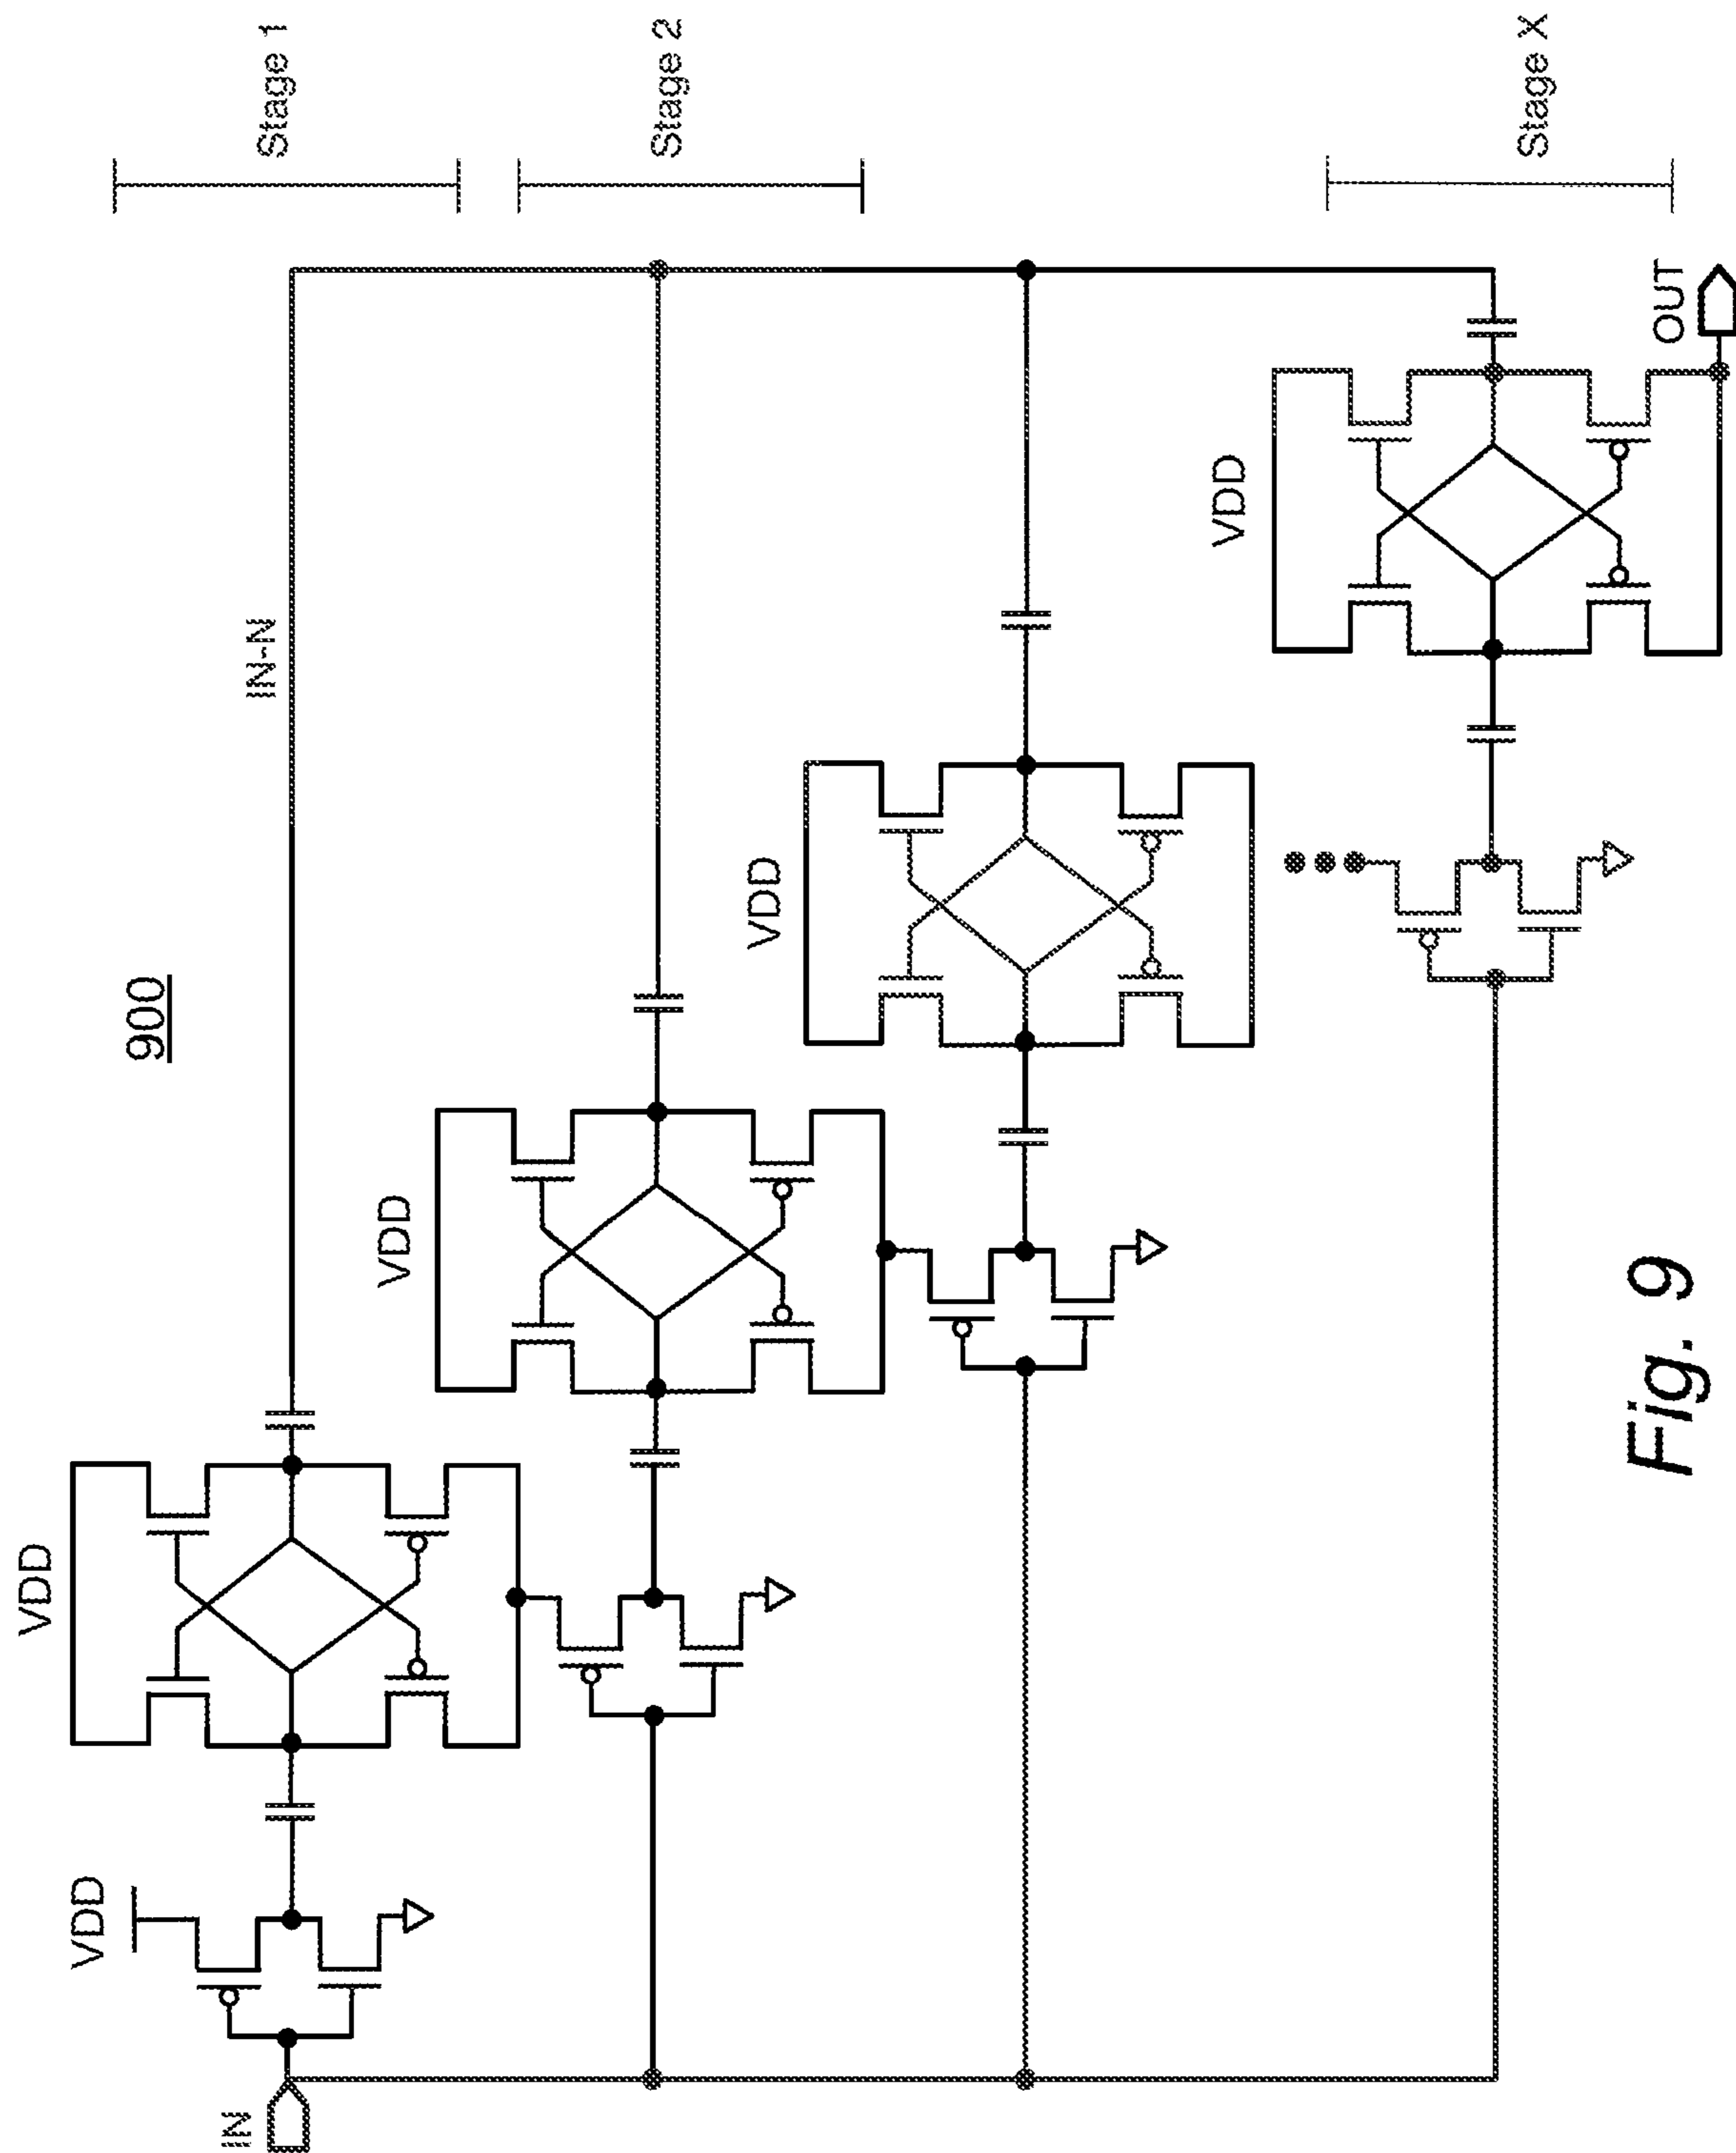 900
Stage 1
Stage 2
Stage X
VDD
VDD
VDD
VDD
VDD
IN
IN-N
OUT
Fig. 9